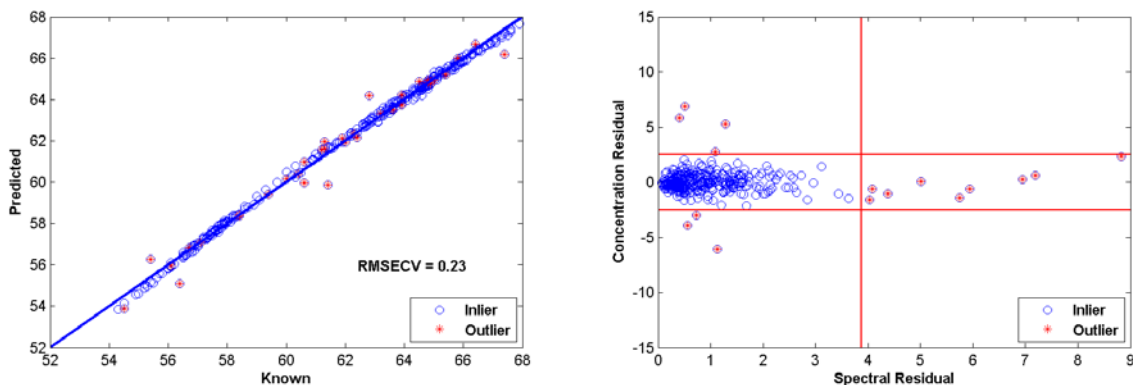 68
66
64
62
60
58
56
54
52
Predicted
RMSECV = 0.23
Inlier
Outlier
52 54 56 58 60 62 64 66 68
Known
15
10
5
0
-5
-10
-15
Concentration Residual
Inlier
Outlier
0 1 2 3 4 5 6 7 8 9
Spectral Residual